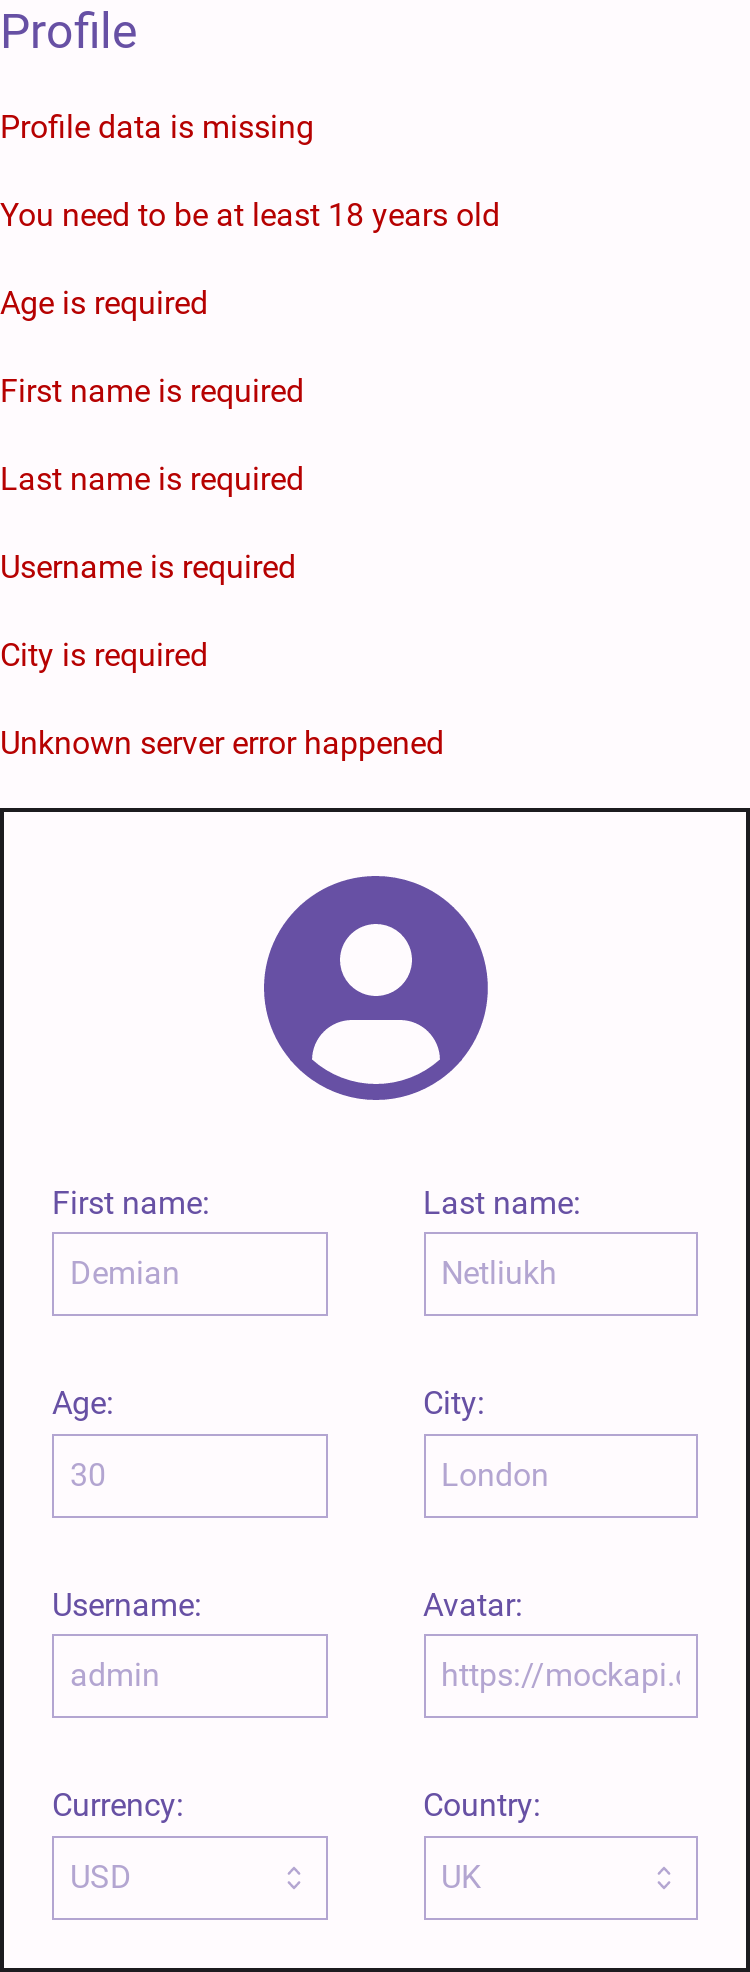 Profile
Profile data is missing
You need to be at least 18 years old
Age is required
First name is required
Last name is required
Username is required
City is required
Unknown server error happened
First name:
Last name:
Demian
Netliukh
Age:
City:
30
London
Username:
Avatar:
admin
https://mockapi.
Currency:
Country:
USD
UK